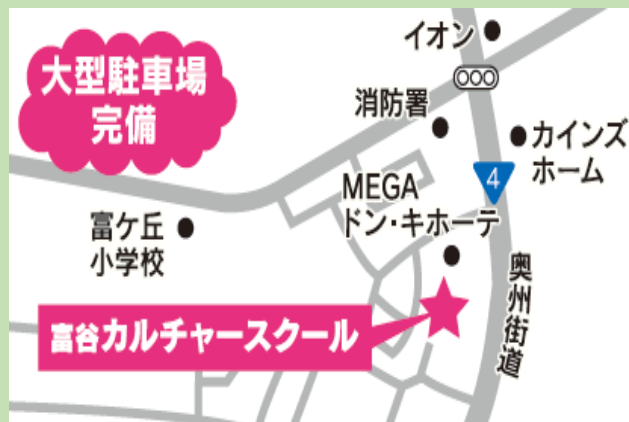 大型駐車場
完備
イオン
消防署
カインズ
ホーム
MEGA
ドン・キホーテ
4
富ケ丘
小学校
奥州街道
富谷カルチャースクール